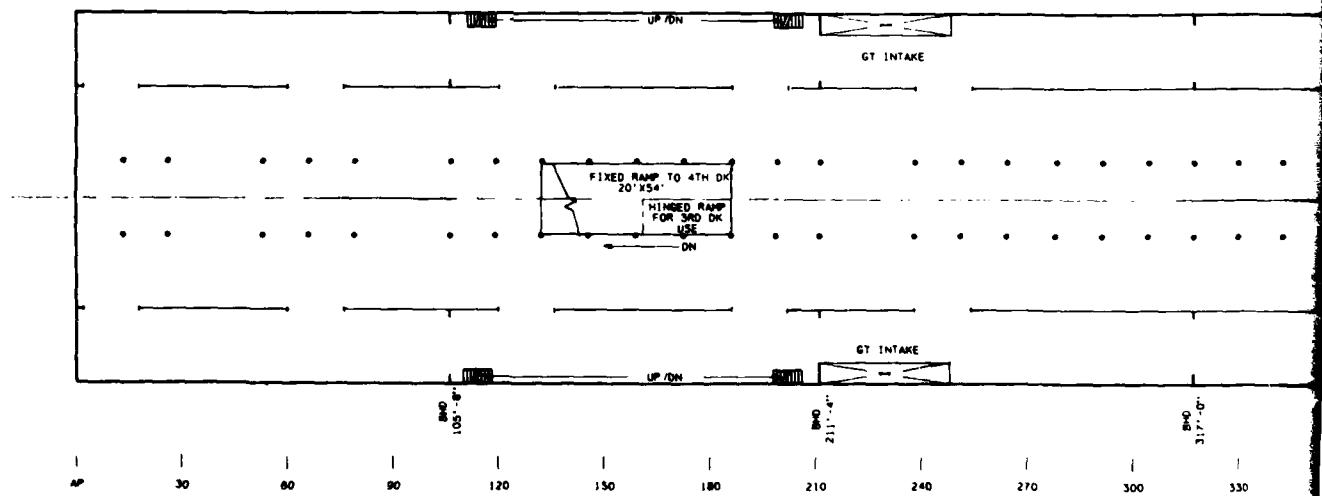 UP/DN
GT INTAKE
FIXED RAMP TO 4TH DK
20'X54'
HINGED RAMP
FOR 3RD DK
USE
DN
GT INTAKE
UP/DN
BHD
105'-8"
BHD
211'-4"
BHD
317'-0"
AP 30 60 90 120 150 180 210 240 270 300 330